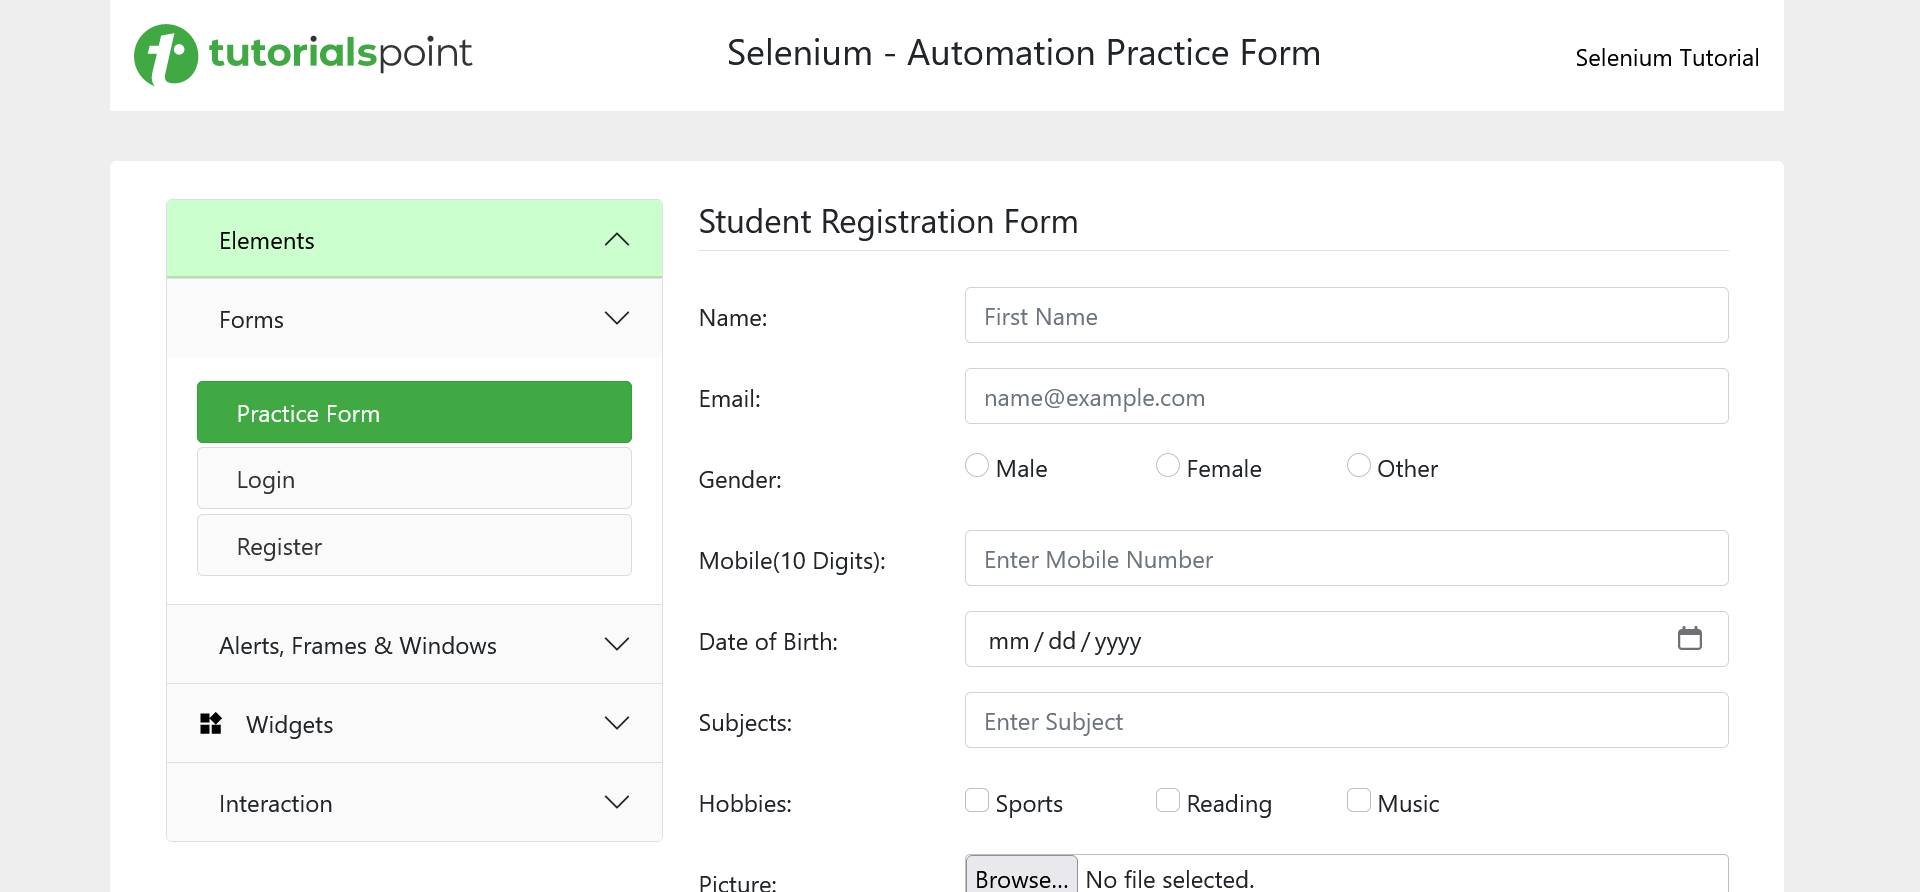 tutorialspoint
Selenium - Automation Practice Form
Selenium Tutorial
Elements
Forms
Practice Form
Login
Register
Alerts, Frames & Windows
Widgets
Interaction
Student Registration Form
Name:
First Name
Email:
name@example.com
Gender:
Male Female Other
Mobile(10 Digits):
Enter Mobile Number
Date of Birth:
mm/dd/yyyy
Subjects:
Enter Subject
Hobbies:
Sports Reading Music
Picture:
Browse... No file selected.